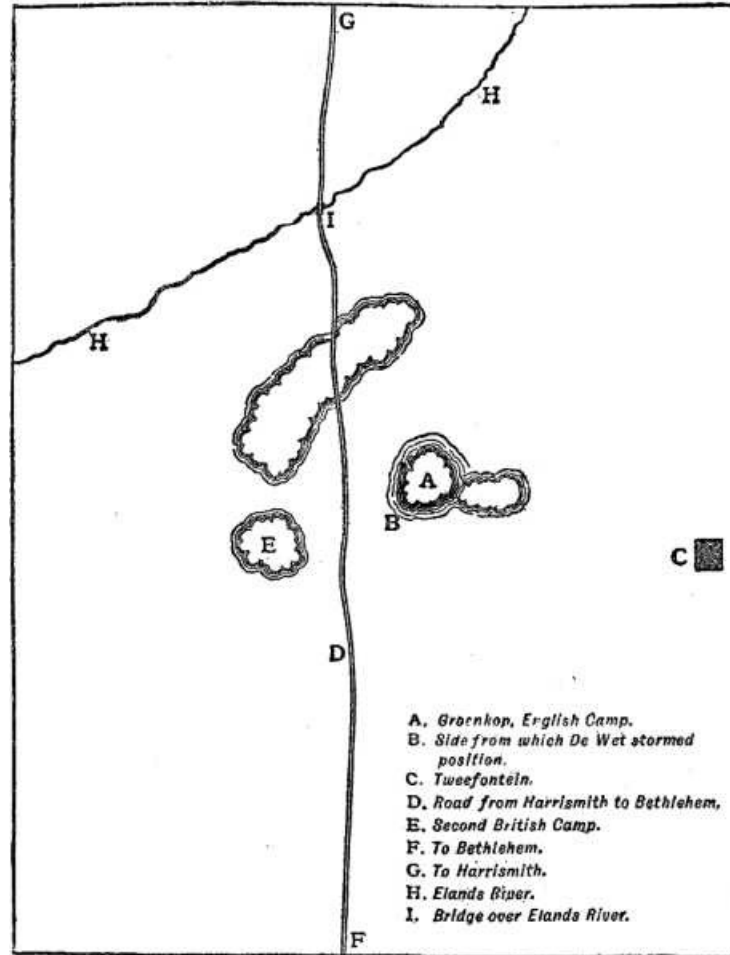 G
H
I
H
A
B
E
C
D
A. Groenkop, English Camp.
B. Side from which De Wet stormed
position.
C. Tweefontein.
D. Road from Harrismith to Bethlehem,
E. Second British Camp.
F. To Bethlehem.
G. To Harrismith.
H. Elands River.
I. Bridge over Elands River.
F